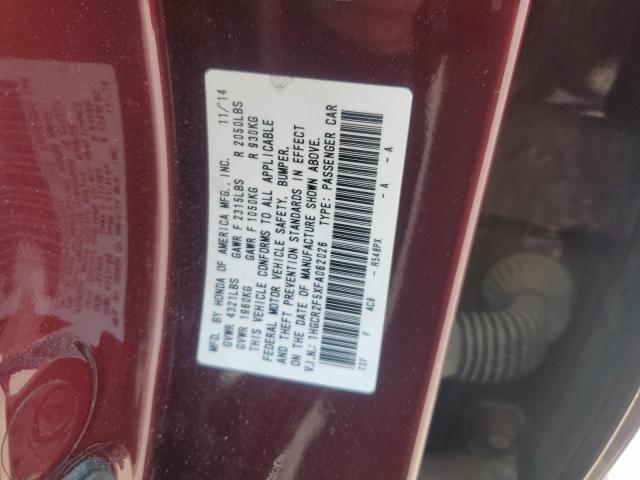 MFD. BY HONDA OF AMERICA MFG., INC. 11/'14
GVWR 4321LBS GAWR F 2315LBS R 2050LBS
GVWR 1960KG GAWR F 1050KG R 930KG
THIS VEHICLE CONFORMS TO ALL APPLICABLE
FEDERAL MOTOR VEHICLE SAFETY, BUMPER,
AND THEFT PREVENTION STANDARDS IN EFFECT
ON THE DATE OF MANUFACTURE SHOWN ABOVE.
V.I.N.: 1HGCR2F5XFA062026 TYPE: PASSENGER CAR
T2F AC8 - R548PX - A - A
F